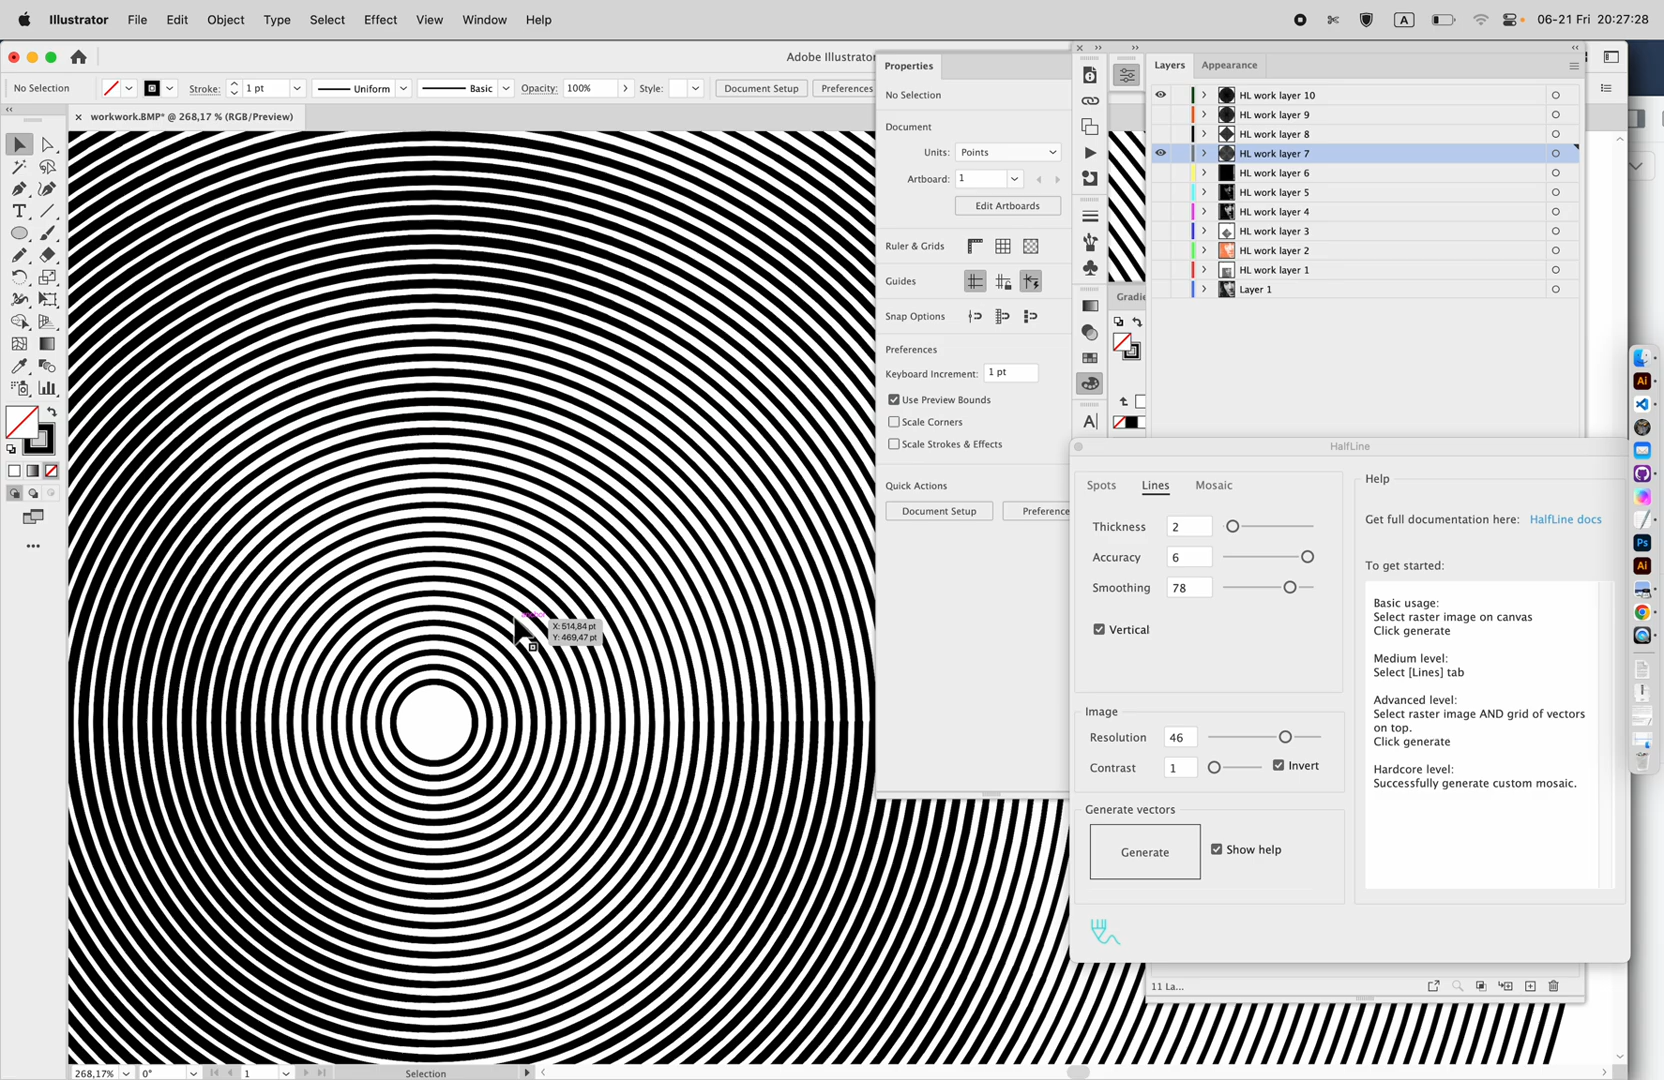 Illustrator File Edit Object Type Select Effect View Window Help
A
06-21 Fri 20:27:28
Adobe Illustrator
No Selection
Stroke: 1 pt
Uniform
Basic
Opacity: 100%
Style:
Document Setup
Preferences
workwork.BMP* @ 268,17 % (RGB/Preview)
Properties
No Selection
Document
Units: Points
Artboard: 1
Edit Artboards
Ruler & Grids
Guides
Snap Options
Preferences
Keyboard Increment: 1 pt
Use Preview Bounds
Scale Corners
Scale Strokes & Effects
Quick Actions
Document Setup
Preference
Gradie
Layers Appearance
HL work layer 10
HL work layer 9
HL work layer 8
HL work layer 7
HL work layer 6
HL work layer 5
HL work layer 4
HL work layer 3
HL work layer 2
HL work layer 1
Layer 1
anchor
X: 514,84 pt
Y: 469,47 pt
HalfLine
Spots Lines Mosaic
Thickness 2
Accuracy 6
Smoothing 78
Vertical
Image
Resolution 46
Contrast 1
Invert
Generate vectors
Generate
Show help
Help
Get full documentation here: HalfLine docs
To get started:
Basic usage:
Select raster image on canvas
Click generate
Medium level:
Select [Lines] tab
Advanced level:
Select raster image AND grid of vectors
on top.
Click generate
Hardcore level:
Successfully generate custom mosaic.
Ai
Ps
Ai
11 La...
268,17%
0°
1
Selection